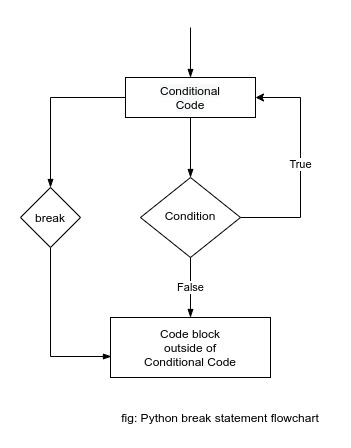 Conditional
Code
True
break
Condition
False
Code block
outside of
Conditional Code
fig: Python break statement flowchart